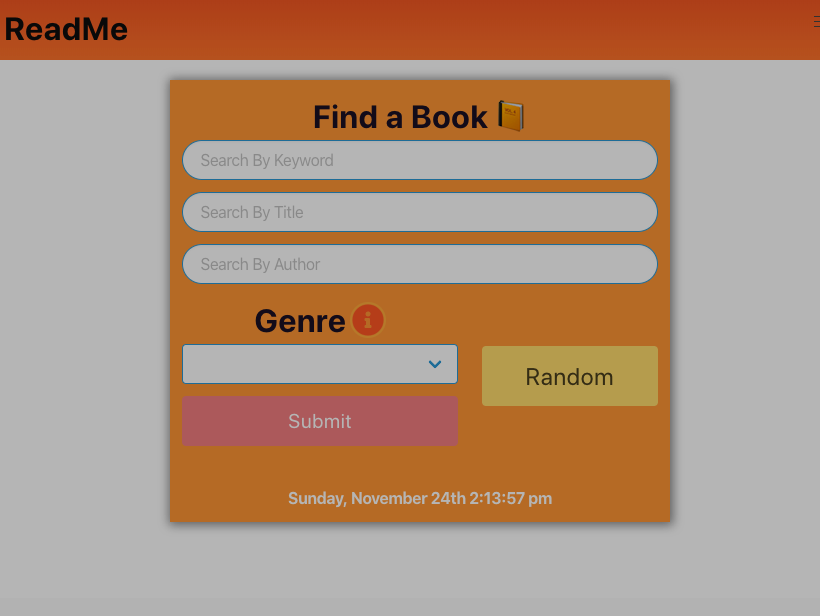 ReadMe
Find a Book
Search By Keyword
Search By Title
Search By Author
Genre
Random
Submit
Sunday, November 24th 2:13:57 pm